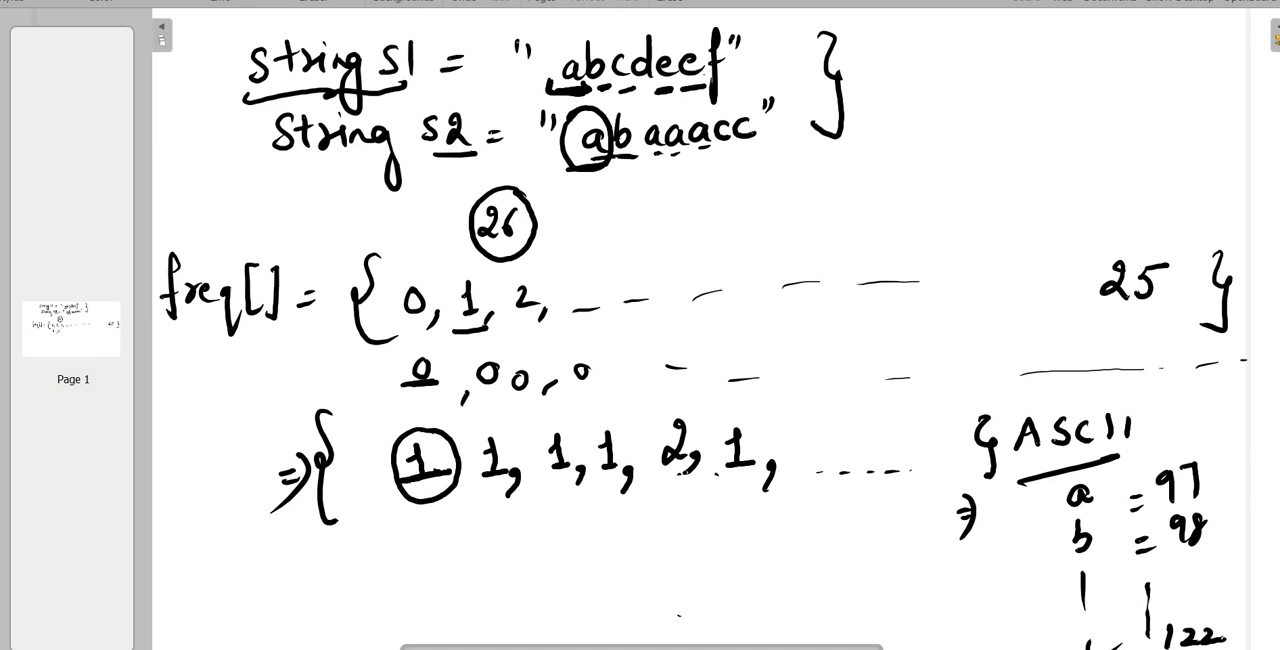 string s1 = "abcdeef" }
string s2 = "abaaacc"
26
freq[] = { 0, 1, 2, — — — — — 25 }
0, 0 0, 0 — — — — —
=> { 1 1, 1, 1, 2, 1, ..... }
ASCII
=> a = 97
b = 98
| |
122
Page 1